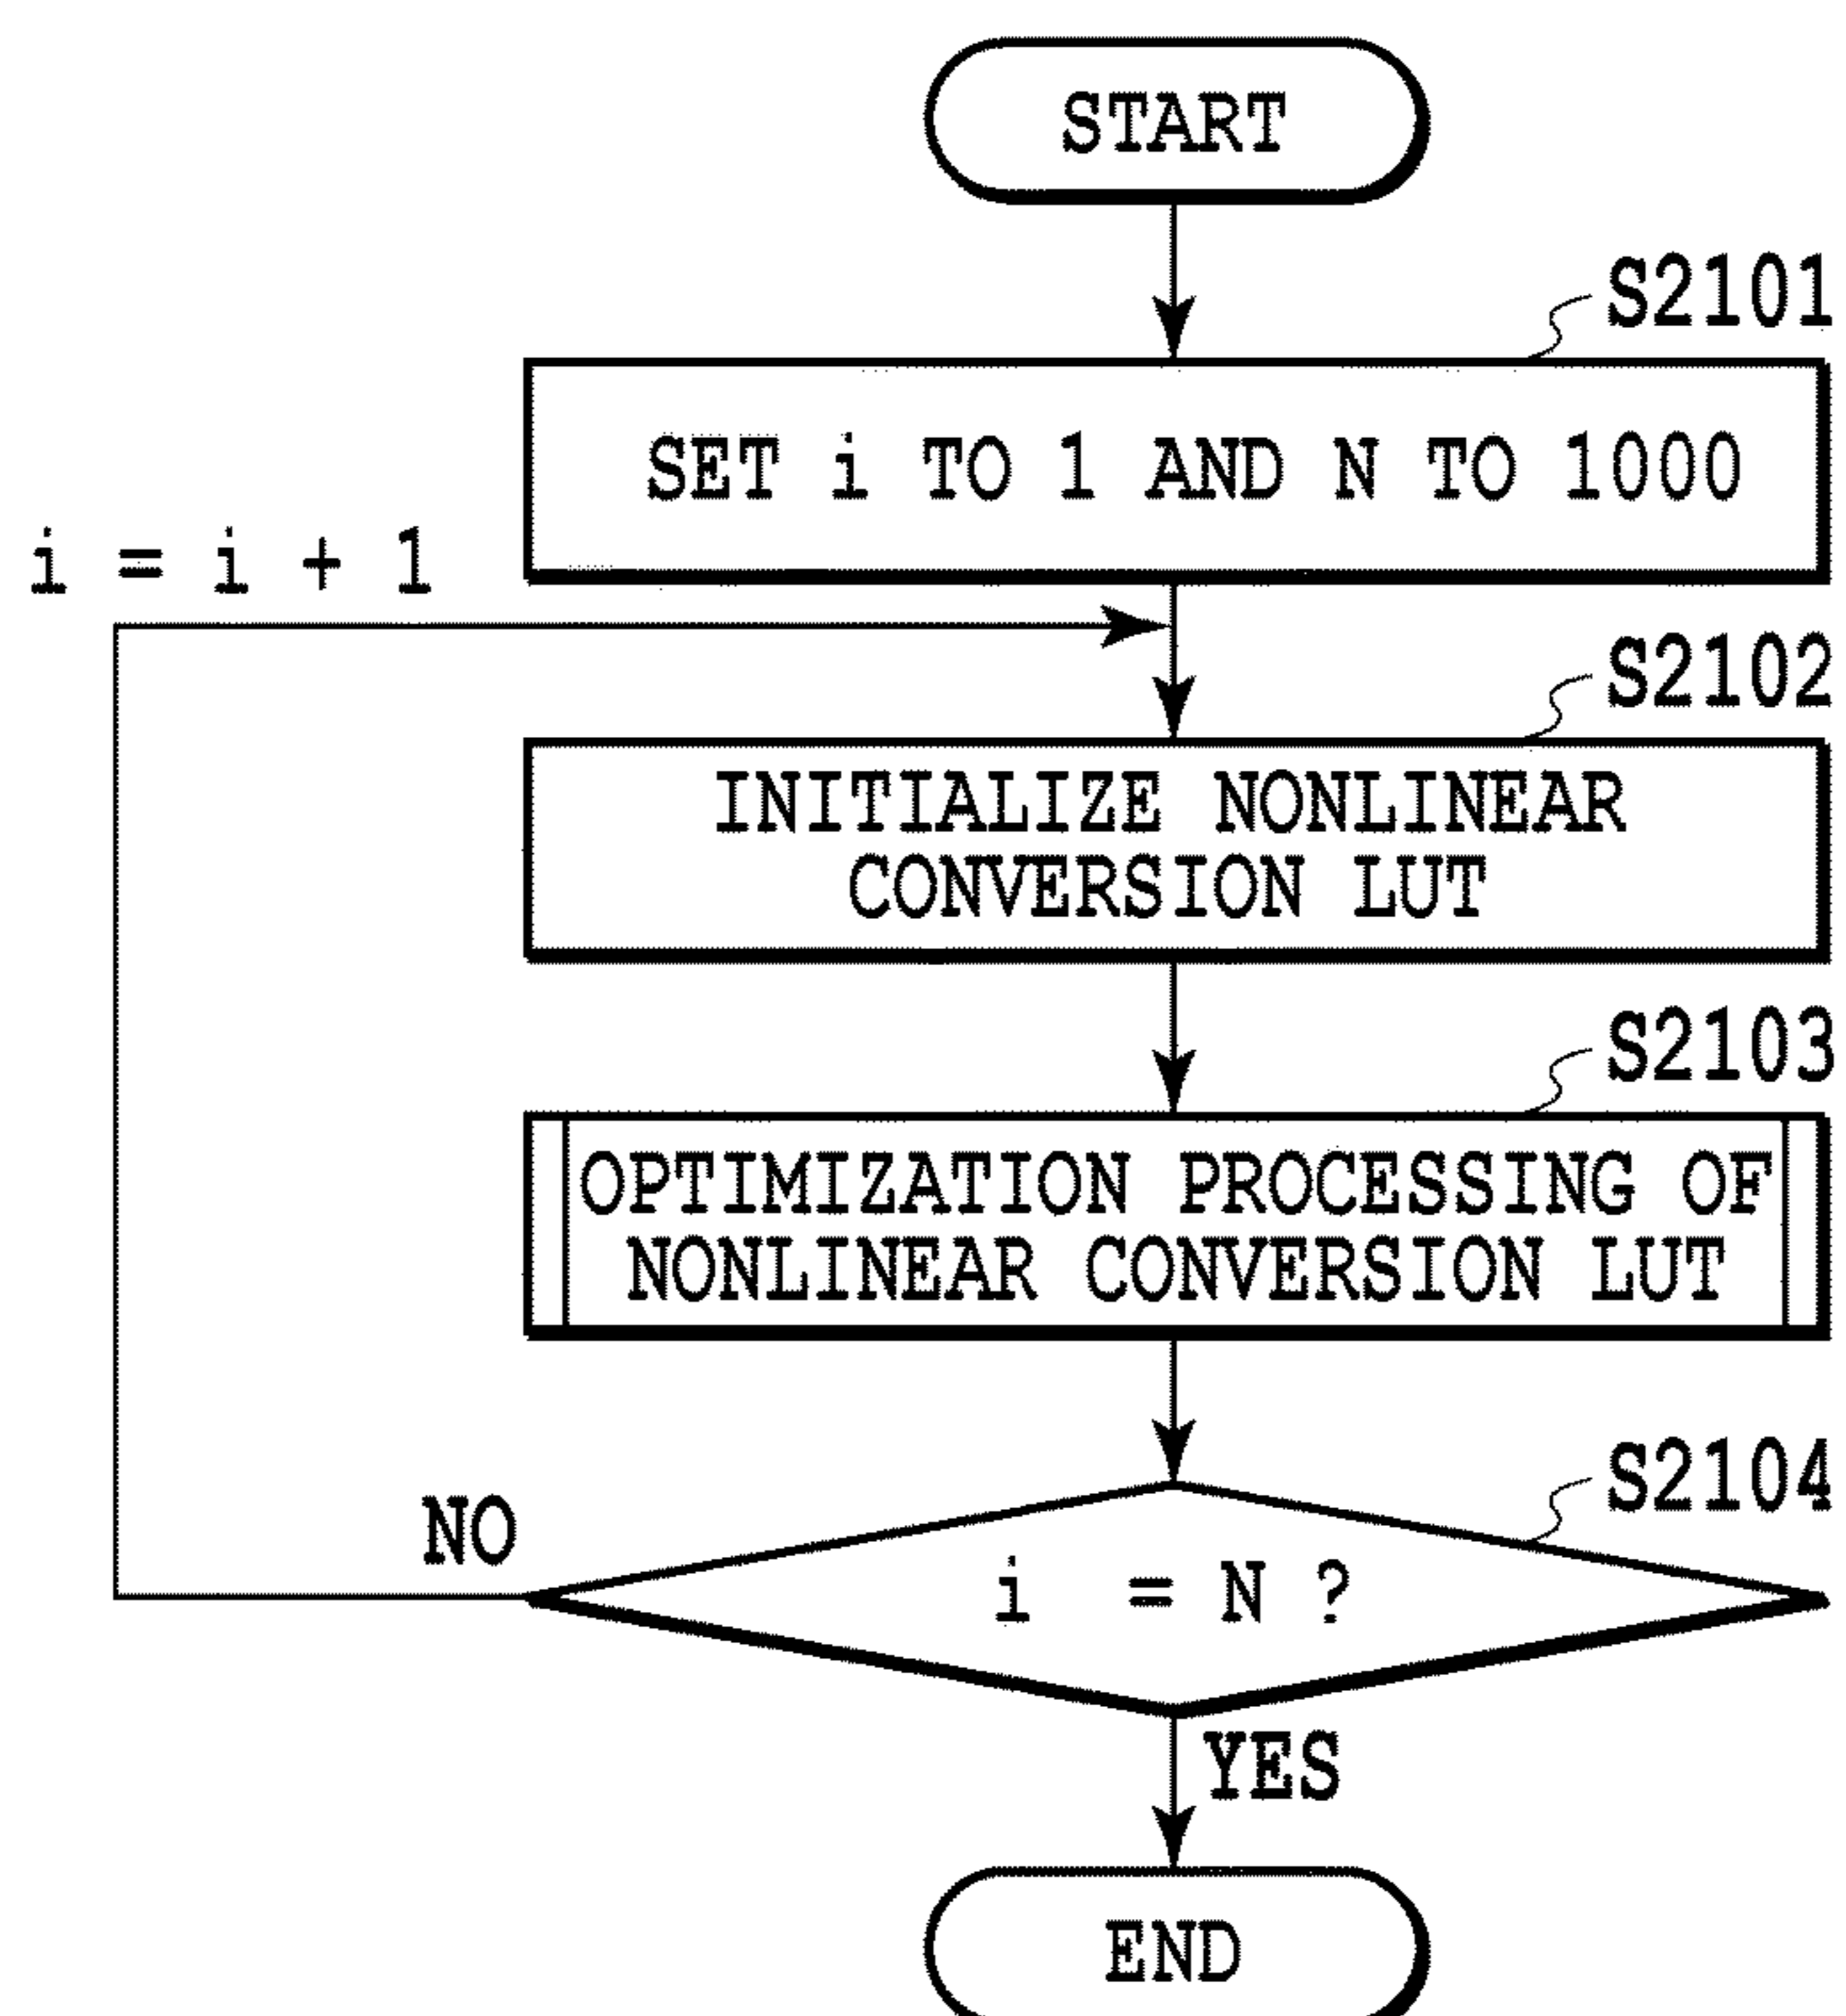 START
S2101
SET i TO 1 AND N TO 1000
i = i + 1
S2102
INITIALIZE NONLINEAR
CONVERSION LUT
S2103
OPTIMIZATION PROCESSING OF
NONLINEAR CONVERSION LUT
S2104
NO
i = N ?
YES
END